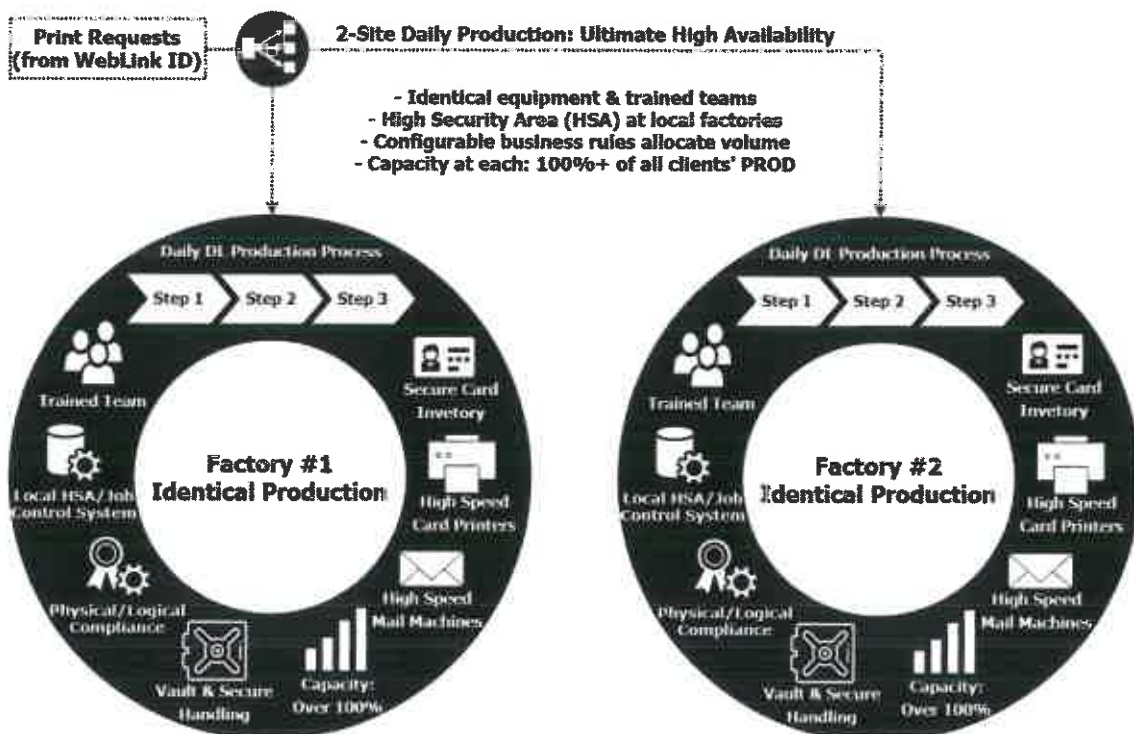 Print Requests
(from WebLink ID)
2-Site Daily Production: Ultimate High Availability
- Identical equipment & trained teams
- High Security Area (HSA) at local factories
- Configurable business rules allocate volume
- Capacity at each: 100%+ of all clients' PROD
Daily DL Production Process
Step 1
Step 2
Step 3
Trained Team
Secure Card
Invetory
Local HSA/Job
Control System
High Speed
Card Printers
Physical/Logical
Compliance
High Speed
Mail Machines
Vault & Secure
Handling
Capacity:
Over 100%
Factory #1
Identical Production
Daily DL Production Process
Step 1
Step 2
Step 3
Trained Team
Secure Card
Invetory
Local HSA/Job
Control System
High Speed
Card Printers
Physical/Logical
Compliance
High Speed
Mail Machines
Vault & Secure
Handling
Capacity:
Over 100%
Factory #2
Identical Production